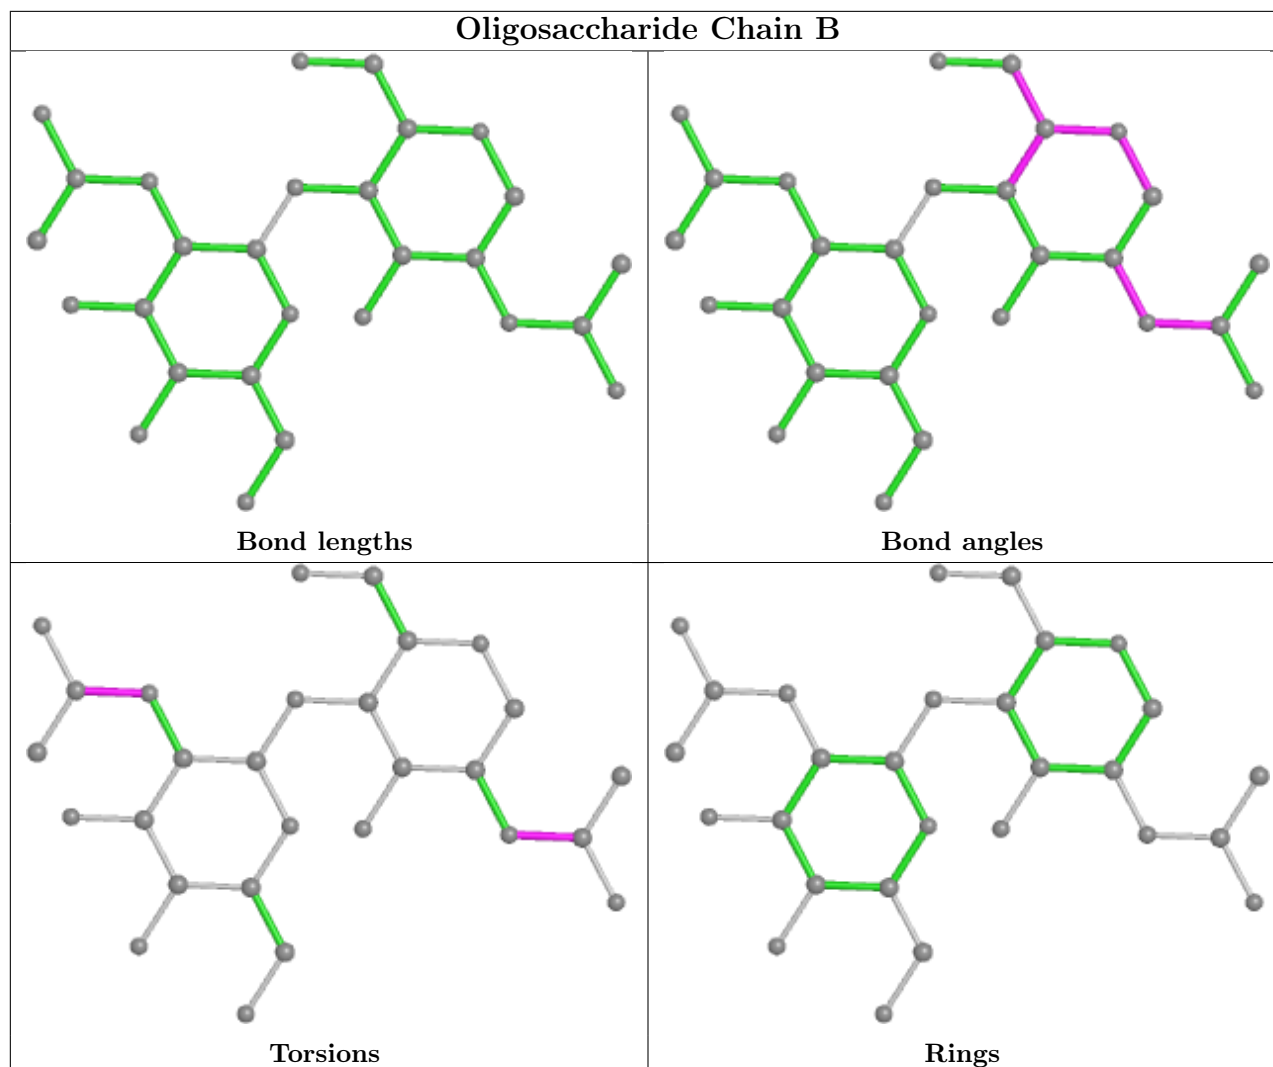 Oligosaccharide Chain B
Bond lengths
Bond angles
Torsions
Rings